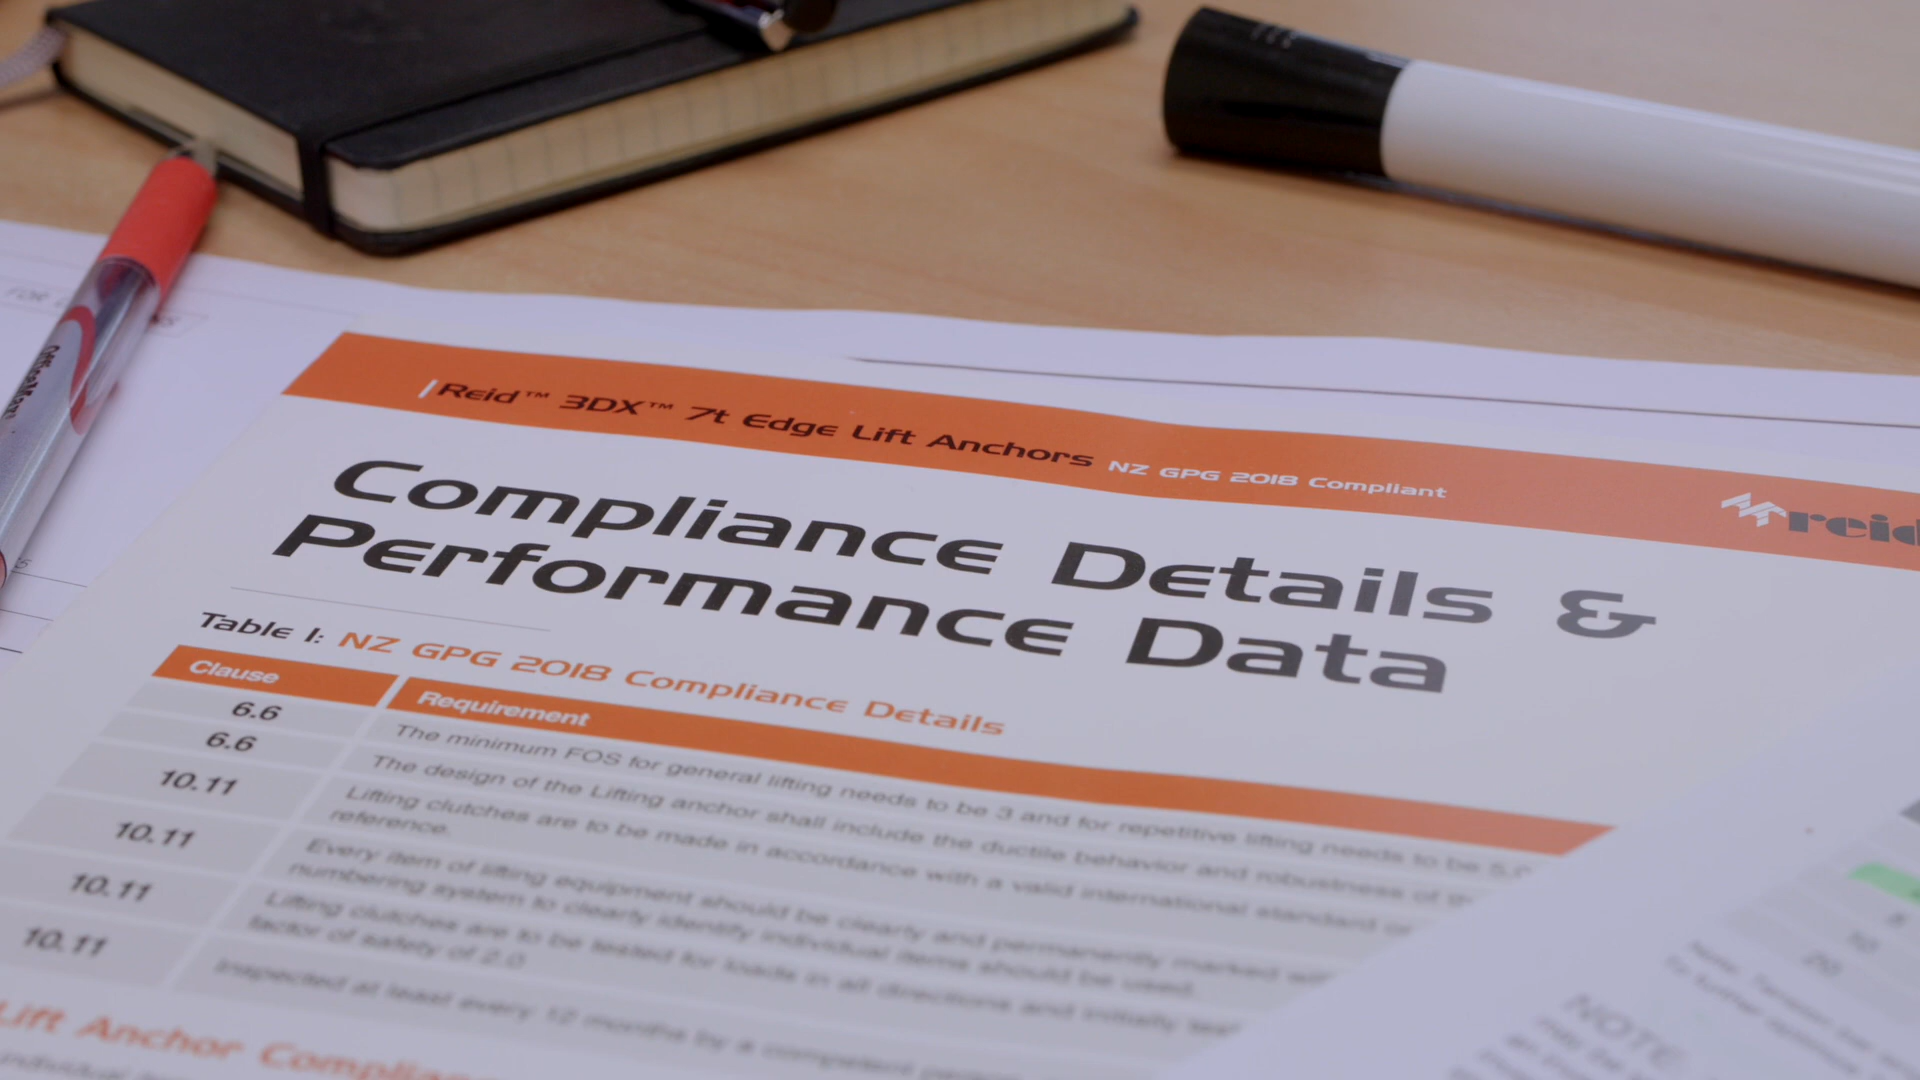 OfficeMax
Reid™ 3DX™ 7t Edge Lift Anchors NZ GPG 2018 Compliant
reid
Compliance Details &
Performance Data
Table 1: NZ GPG 2018 Compliance Details
Clause Requirement
6.6 The minimum FOS for general lifting needs to be 3 and for repetitive lifting needs to be 5.0
6.6 The design of the Lifting anchor shall include the ductile behavior and robustness of
10.11 Lifting clutches are to be made in accordance with a valid international standard or
reference.
10.11 Every item of lifting equipment should be clearly and permanently marked
numbering system to clearly identify individual items should be used.
10.11 Lifting clutches are to be tested for loads in all directions and initially
factor of safety of 2.0
10.11 Inspected at least every 12 months by a competent
Lift Anchor
NOTE
10
20